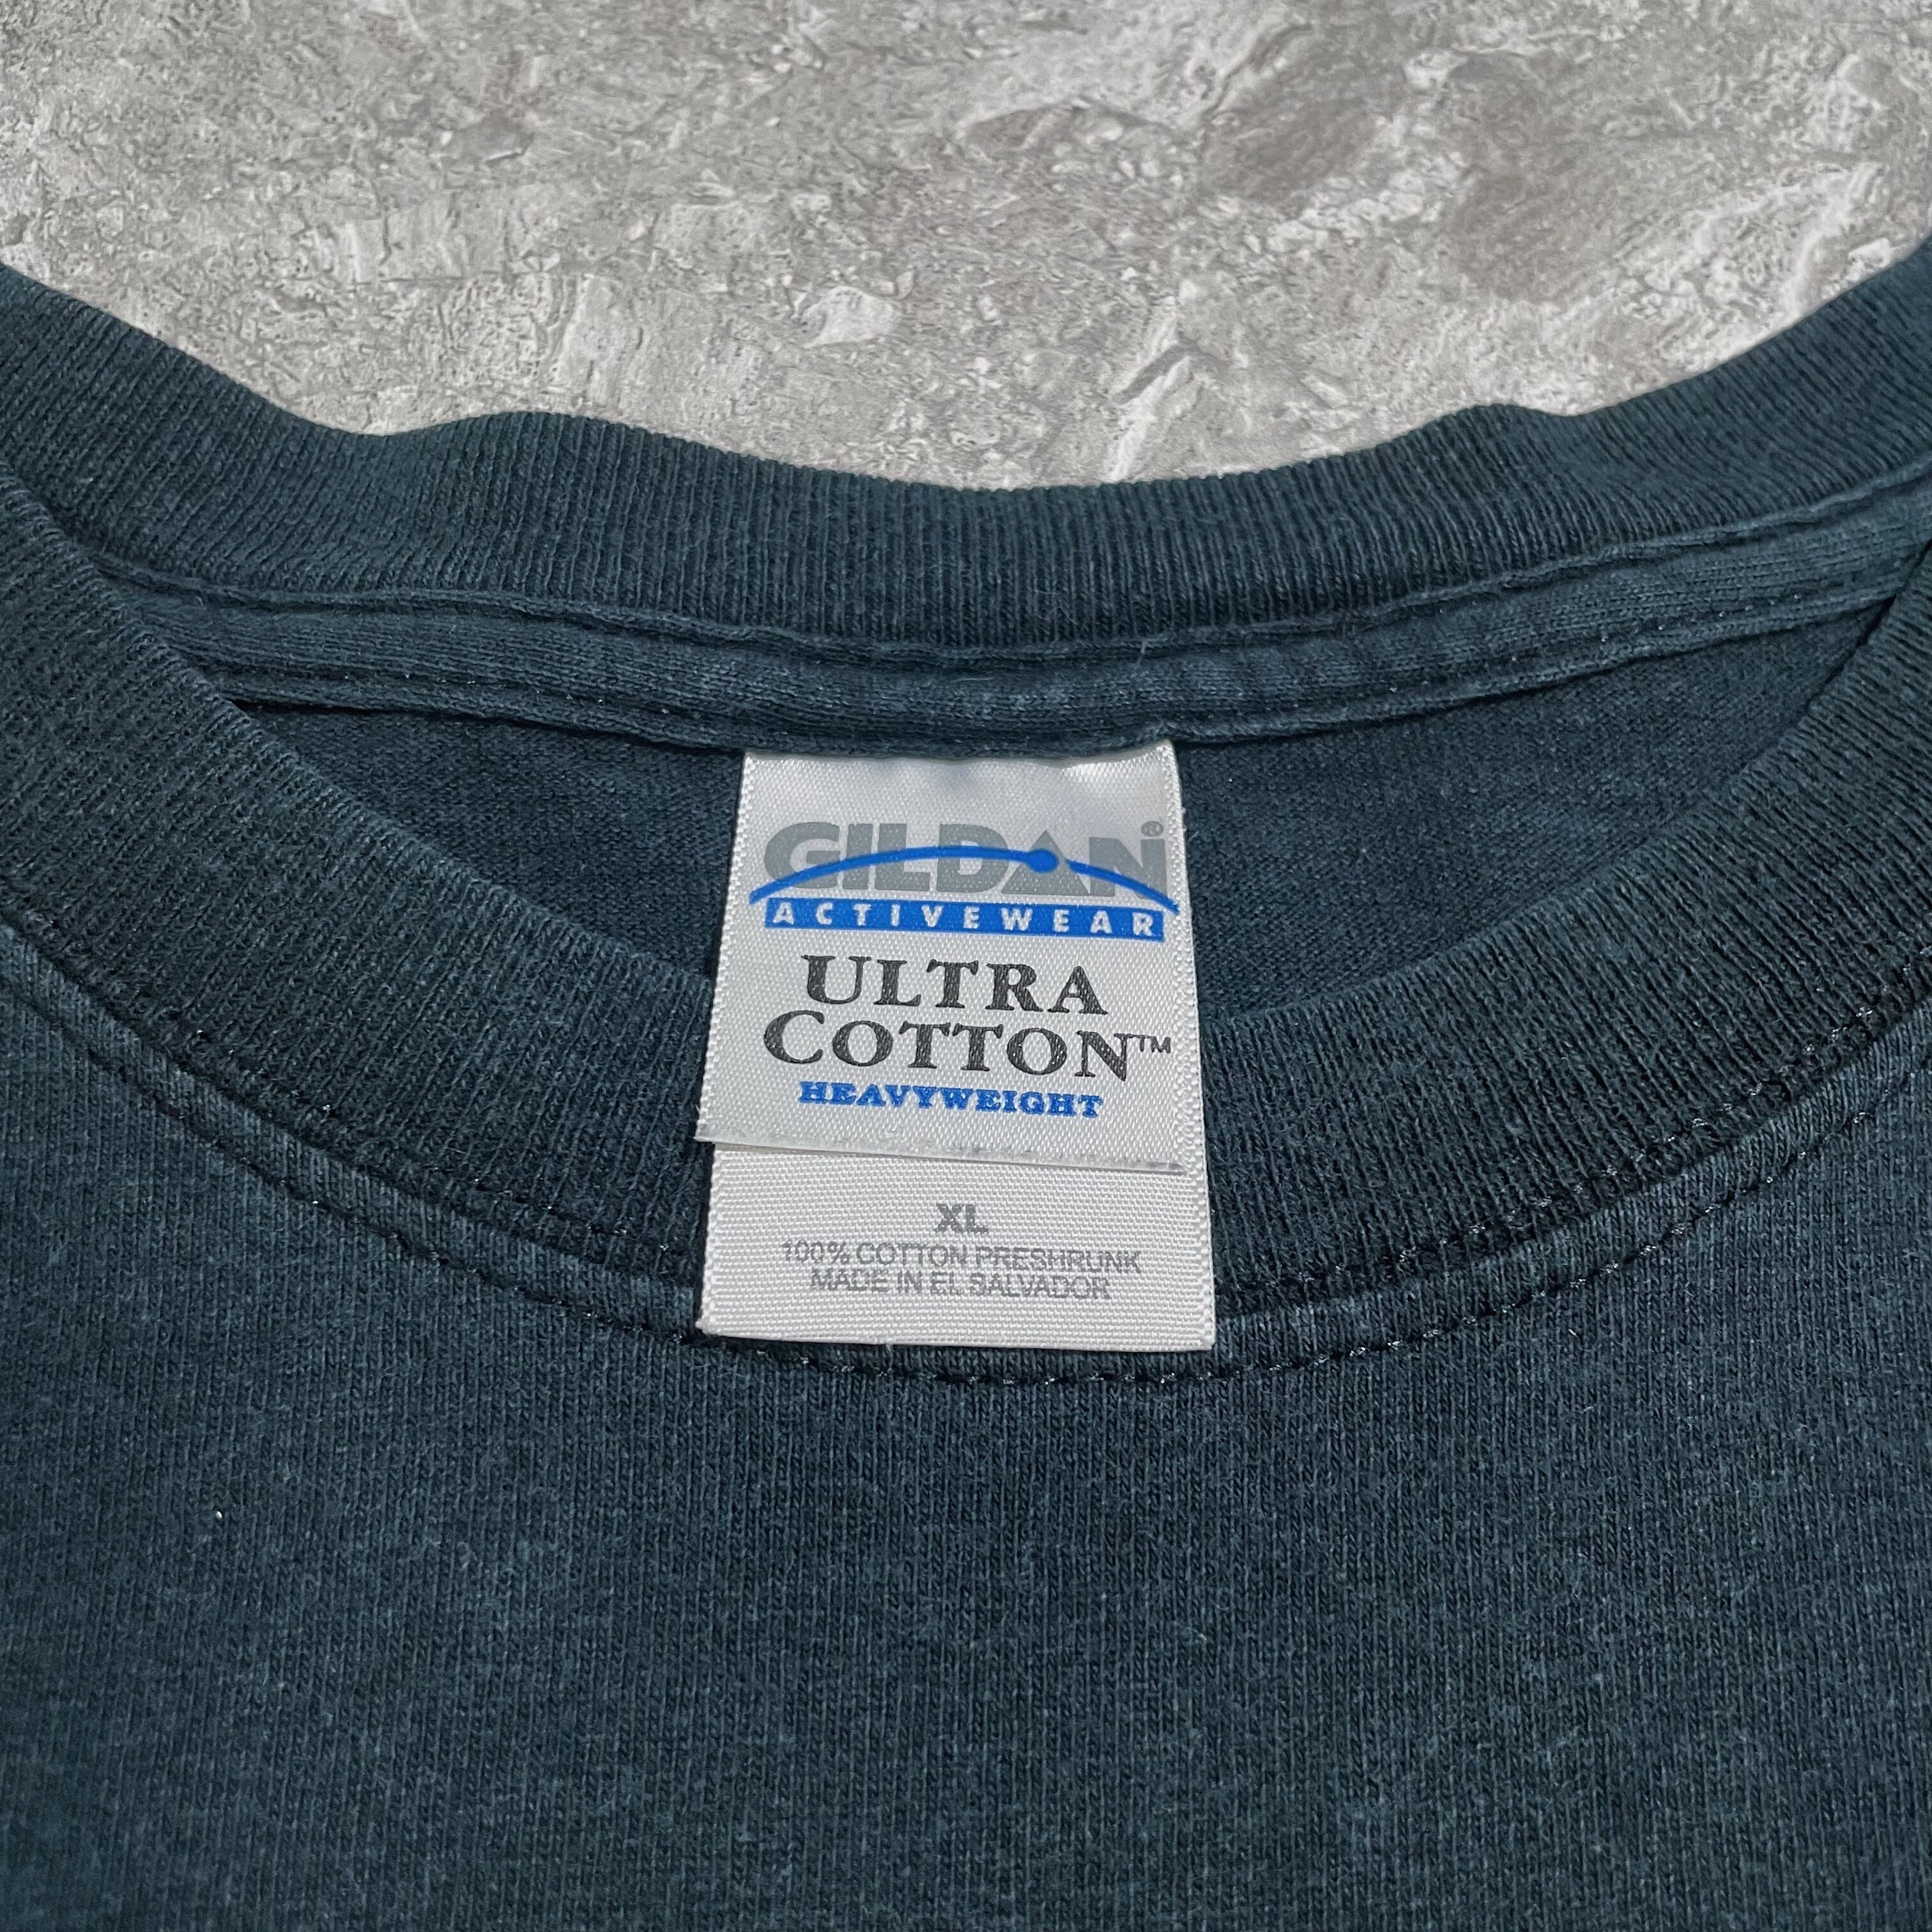 GILDAN®
ACTIVEWEAR
ULTRA
COTTON™
HEAVYWEIGHT
XL
100% COTTON PRESHRUNK
MADE IN EL SALVADOR